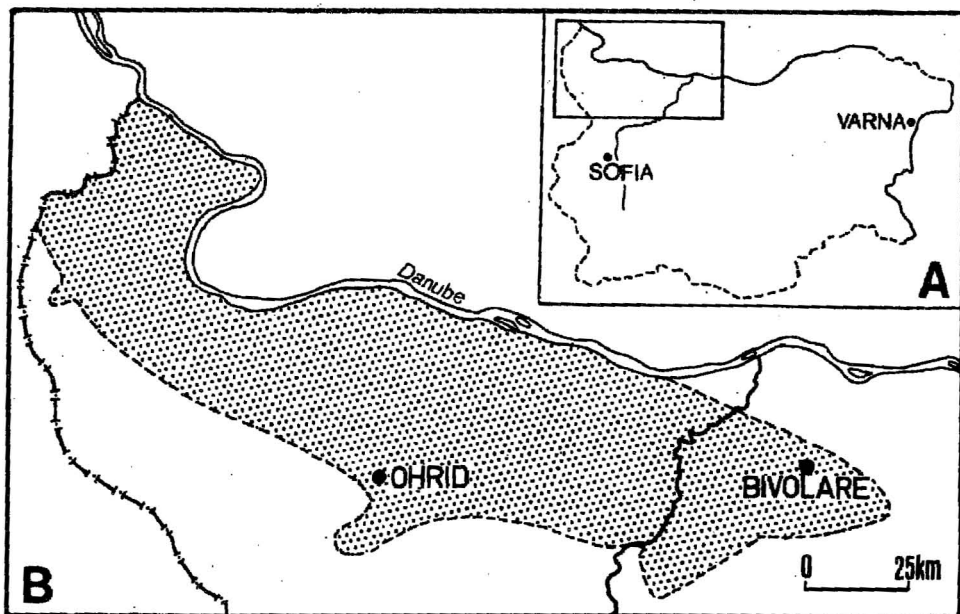 VARNA
SOFIA
A
Danube
OHRID
BIVOLARE
B
0 25km